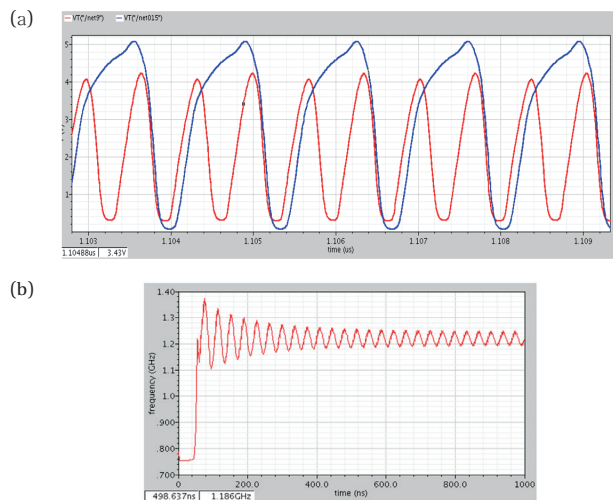 (a)
VT("/net9") VT("/net015")
5
4
3
2
1
1.103 1.104 1.105 1.106 1.107 1.108 1.109
time (us)
1.10488us 3.43V
(b)
1.40
1.3
1.2
1.1
1.0
.900
.800
.700
frequency (GHz)
0 200.0 400.0 600.0 800.0 1000
time (ns)
498.637ns 1.186GHz